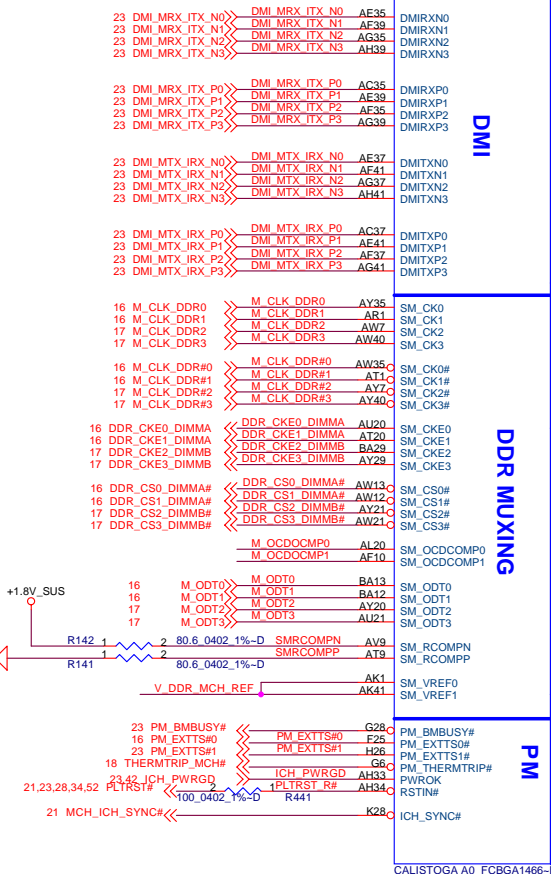 23 DMI_MRX_ITX_N0 DMI_MRX_ITX_N0 AE35 DMIRXN0
23 DMI_MRX_ITX_N1 DMI_MRX_ITX_N1 AF39 DMIRXN1
23 DMI_MRX_ITX_N2 DMI_MRX_ITX_N2 AG35 DMIRXN2
23 DMI_MRX_ITX_N3 DMI_MRX_ITX_N3 AH39 DMIRXN3
23 DMI_MRX_ITX_P0 DMI_MRX_ITX_P0 AC35 DMIRXP0
23 DMI_MRX_ITX_P1 DMI_MRX_ITX_P1 AE39 DMIRXP1
23 DMI_MRX_ITX_P2 DMI_MRX_ITX_P2 AF35 DMIRXP2
23 DMI_MRX_ITX_P3 DMI_MRX_ITX_P3 AG39 DMIRXP3
DMI
23 DMI_MTX_IRX_N0 DMI_MTX_IRX_N0 AE37 DMITXN0
23 DMI_MTX_IRX_N1 DMI_MTX_IRX_N1 AF41 DMITXN1
23 DMI_MTX_IRX_N2 DMI_MTX_IRX_N2 AG37 DMITXN2
23 DMI_MTX_IRX_N3 DMI_MTX_IRX_N3 AH41 DMITXN3
23 DMI_MTX_IRX_P0 DMI_MTX_IRX_P0 AC37 DMITXP0
23 DMI_MTX_IRX_P1 DMI_MTX_IRX_P1 AE41 DMITXP1
23 DMI_MTX_IRX_P2 DMI_MTX_IRX_P2 AF37 DMITXP2
23 DMI_MTX_IRX_P3 DMI_MTX_IRX_P3 AG41 DMITXP3
16 M_CLK_DDR0 M_CLK_DDR0 AY35 SM_CK0
16 M_CLK_DDR1 M_CLK_DDR1 AR1 SM_CK1
17 M_CLK_DDR2 M_CLK_DDR2 AW7 SM_CK2
17 M_CLK_DDR3 M_CLK_DDR3 AW40 SM_CK3
16 M_CLK_DDR#0 M_CLK_DDR#0 AW35 SM_CK0#
16 M_CLK_DDR#1 M_CLK_DDR#1 AT1 SM_CK1#
17 M_CLK_DDR#2 M_CLK_DDR#2 AY7 SM_CK2#
17 M_CLK_DDR#3 M_CLK_DDR#3 AY40 SM_CK3#
16 DDR_CKE0_DIMMA DDR_CKE0_DIMMA AU20 SM_CKE0
16 DDR_CKE1_DIMMA DDR_CKE1_DIMMA AT20 SM_CKE1
17 DDR_CKE2_DIMMB DDR_CKE2_DIMMB BA29 SM_CKE2
17 DDR_CKE3_DIMMB DDR_CKE3_DIMMB AY29 SM_CKE3
DDR MUXING
16 DDR_CS0_DIMMA# DDR_CS0_DIMMA# AW13 SM_CS0#
16 DDR_CS1_DIMMA# DDR_CS1_DIMMA# AW12 SM_CS1#
17 DDR_CS2_DIMMB# DDR_CS2_DIMMB# AY21 SM_CS2#
17 DDR_CS3_DIMMB# DDR_CS3_DIMMB# AW21 SM_CS3#
M_OCDOCMP0 AL20 SM_OCDCOMP0
M_OCDOCMP1 AF10 SM_OCDCOMP1
16 M_ODT0 M_ODT0 BA13 SM_ODT0
16 M_ODT1 M_ODT1 BA12 SM_ODT1
17 M_ODT2 M_ODT2 AY20 SM_ODT2
17 M_ODT3 M_ODT3 AU21 SM_ODT3
+1.8V_SUS
R142 1 2 80.6_0402_1%~D SMRCOMPN AV9 SM_RCOMPN
R141 1 2 80.6_0402_1%~D SMRCOMPP AT9 SM_RCOMPP
V_DDR_MCH_REF AK1 SM_VREF0
AK41 SM_VREF1
23 PM_BMBUSY# G28 PM_BMBUSY#
16 PM_EXTTS#0 PM_EXTTS#0 F25 PM_EXTTS0#
23 PM_EXTTS#1 PM_EXTTS#1 H26 PM_EXTTS1#
18 THERMTRIP_MCH# G6 PM_THERMTRIP#
23,42 ICH_PWRGD ICH_PWRGD AH33 PWROK
21,23,28,34,52 PLTRST# 2 1 PLTRST_R# AH34 RSTIN#
100_0402_1%~D R441
PM
21 MCH_ICH_SYNC# K28 ICH_SYNC#
CALISTOGA A0_FCBGA1466~